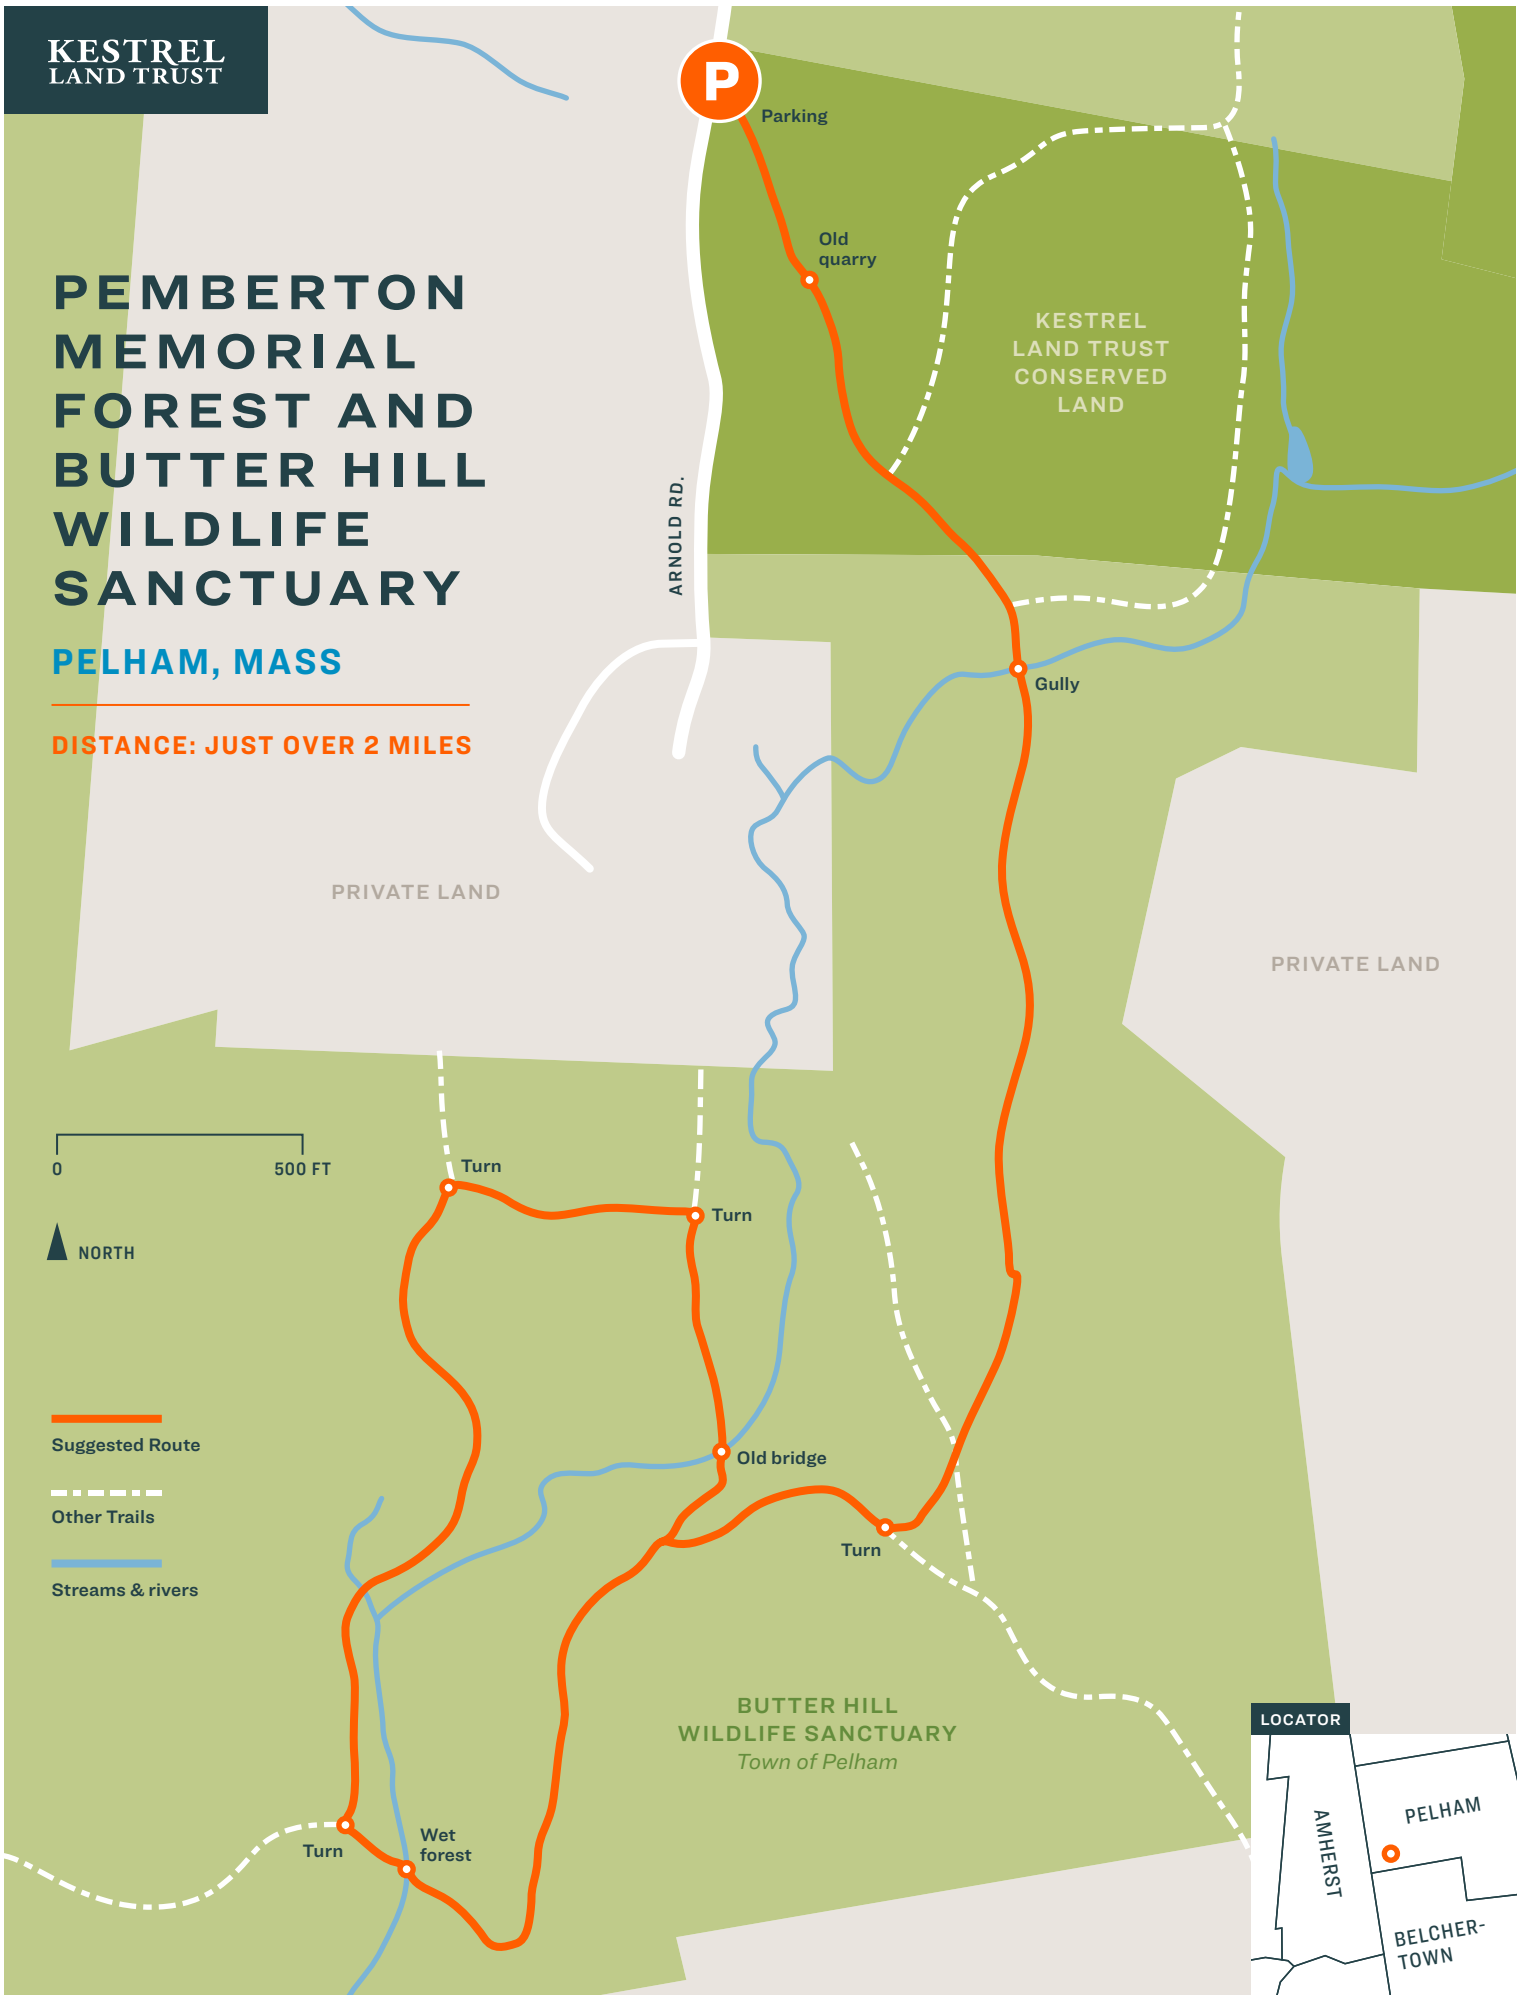 KESTREL
LAND TRUST
P
Parking
Old
quarry
PEMBERTON
MEMORIAL
FOREST AND
BUTTER HILL
WILDLIFE
SANCTUARY
PELHAM, MASS
DISTANCE: JUST OVER 2 MILES
KESTREL
LAND TRUST
CONSERVED
LAND
ARNOLD RD.
Gully
PRIVATE LAND
PRIVATE LAND
0 500 FT
NORTH
Turn
Turn
Suggested Route
Other Trails
Streams & rivers
Old bridge
Turn
BUTTER HILL
WILDLIFE SANCTUARY
Town of Pelham
Turn
Wet
forest
LOCATOR
PELHAM
AMHERST
BELCHER-
TOWN